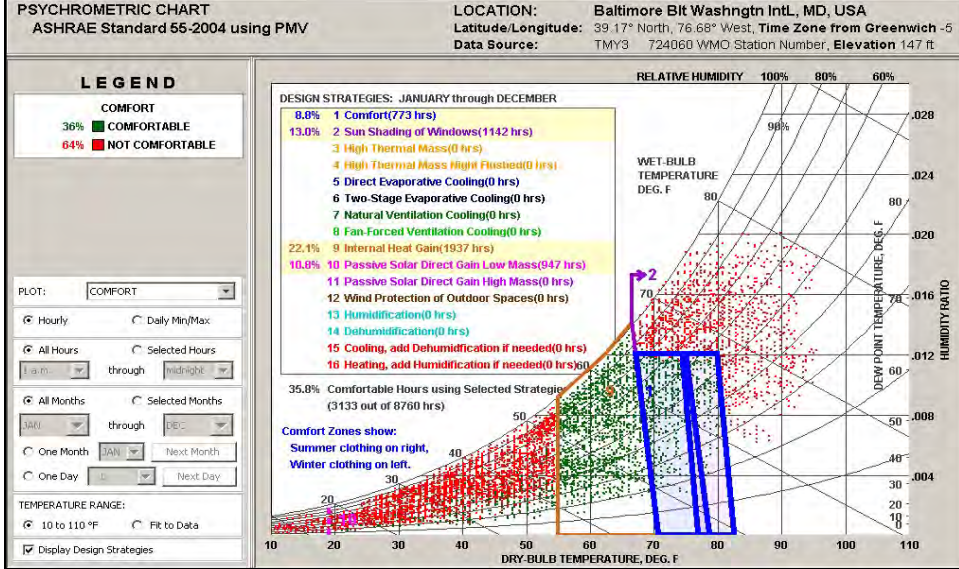 PSYCHROMETRIC CHART
ASHRAE Standard 55-2004 using PMV
LOCATION: Baltimore Blt Washngtn IntL, MD, USA
Latitude/Longitude: 39.17° North, 76.68° West, Time Zone from Greenwich -5
Data Source: TMY3 724060 WMO Station Number, Elevation 147 ft
LEGEND
COMFORT
36% COMFORTABLE
64% NOT COMFORTABLE
PLOT: COMFORT
Hourly Daily Min/Max
All Hours Selected Hours
1 a.m. through Midnight
All Months Selected Months
JAN through DEC
One Month JAN Next Month
One Day Next Day
TEMPERATURE RANGE:
10 to 110 °F Fit to Data
Display Design Strategies
RELATIVE HUMIDITY 100% 80% 60%
DESIGN STRATEGIES: JANUARY through DECEMBER
8.8% 1 Comfort(773 hrs)
13.0% 2 Sun Shading of Windows(1142 hrs)
3 High Thermal Mass(0 hrs)
4 High Thermal Mass Night Flushed(0 hrs)
5 Direct Evaporative Cooling(0 hrs)
6 Two-Stage Evaporative Cooling(0 hrs)
7 Natural Ventilation Cooling(0 hrs)
8 Fan-Forced Ventilation Cooling(0 hrs)
22.1% 9 Internal Heat Gain(1937 hrs)
10.8% 10 Passive Solar Direct Gain Low Mass(947 hrs)
11 Passive Solar Direct Gain High Mass(0 hrs)
12 Wind Protection of Outdoor Spaces(0 hrs)
13 Humidification(0 hrs)
14 Dehumidification(0 hrs)
15 Cooling, add Dehumidfication if needed(0 hrs)
16 Heating, add Humidification if needed(0 hrs)
35.8% Comfortable Hours using Selected Strategie
(3133 out of 8760 hrs)
Comfort Zones show:
Summer clothing on right,
Winter clothing on left.
WET-BULB
TEMPERATURE
DEG. F
90%
20
30
40
50
60
70
80
2
9
1
80
70
60
50
40
30
20
10
0
DEW POINT TEMPERATURE, DEG. F
.028
.024
.020
.016
.012
.008
.004
HUMIDITY RATIO
10 20 30 40 50 60 70 80 90 100 110
DRY-BULB TEMPERATURE, DEG. F